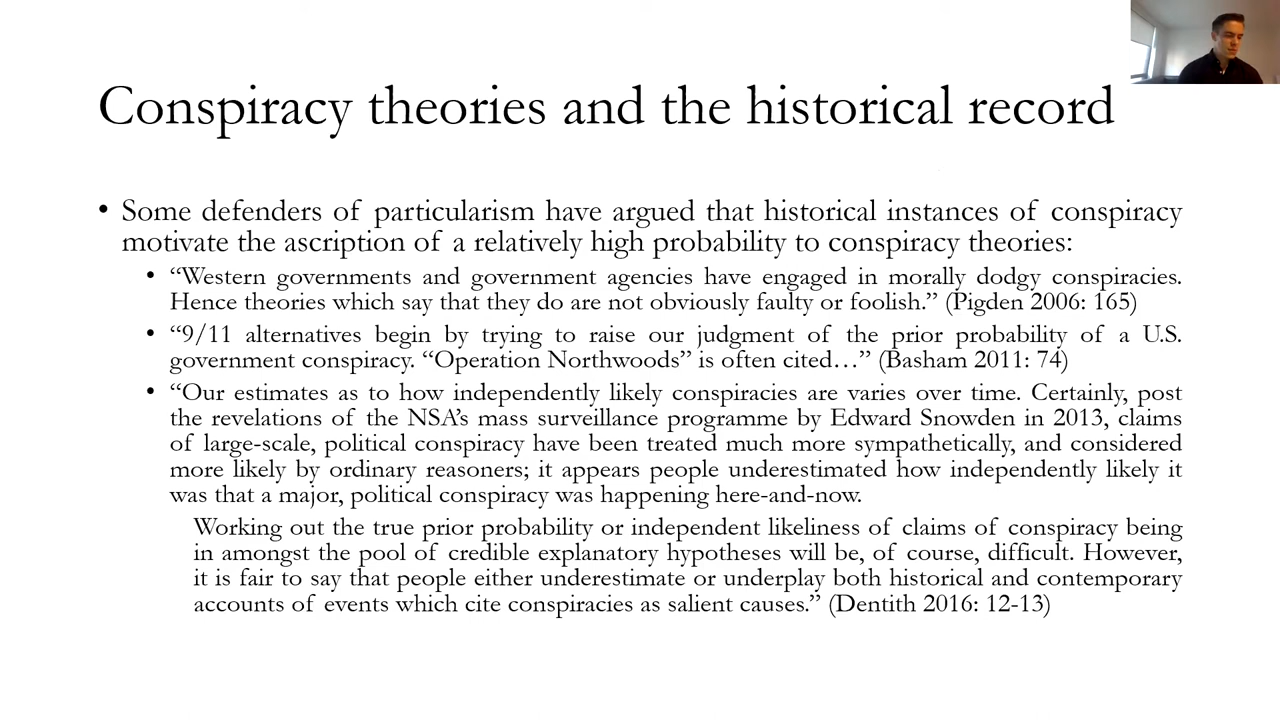 Conspiracy theories and the historical record
• Some defenders of particularism have argued that historical instances of conspiracy
motivate the ascription of a relatively high probability to conspiracy theories:
• “Western governments and government agencies have engaged in morally dodgy conspiracies.
Hence theories which say that they do are not obviously faulty or foolish.” (Pigden 2006: 165)
• “9/11 alternatives begin by trying to raise our judgment of the prior probability of a U.S.
government conspiracy. “Operation Northwoods” is often cited…” (Basham 2011: 74)
• “Our estimates as to how independently likely conspiracies are varies over time. Certainly, post
the revelations of the NSA’s mass surveillance programme by Edward Snowden in 2013, claims
of large-scale, political conspiracy have been treated much more sympathetically, and considered
more likely by ordinary reasoners; it appears people underestimated how independently likely it
was that a major, political conspiracy was happening here-and-now.
Working out the true prior probability or independent likeliness of claims of conspiracy being
in amongst the pool of credible explanatory hypotheses will be, of course, difficult. However,
it is fair to say that people either underestimate or underplay both historical and contemporary
accounts of events which cite conspiracies as salient causes.” (Dentith 2016: 12-13)